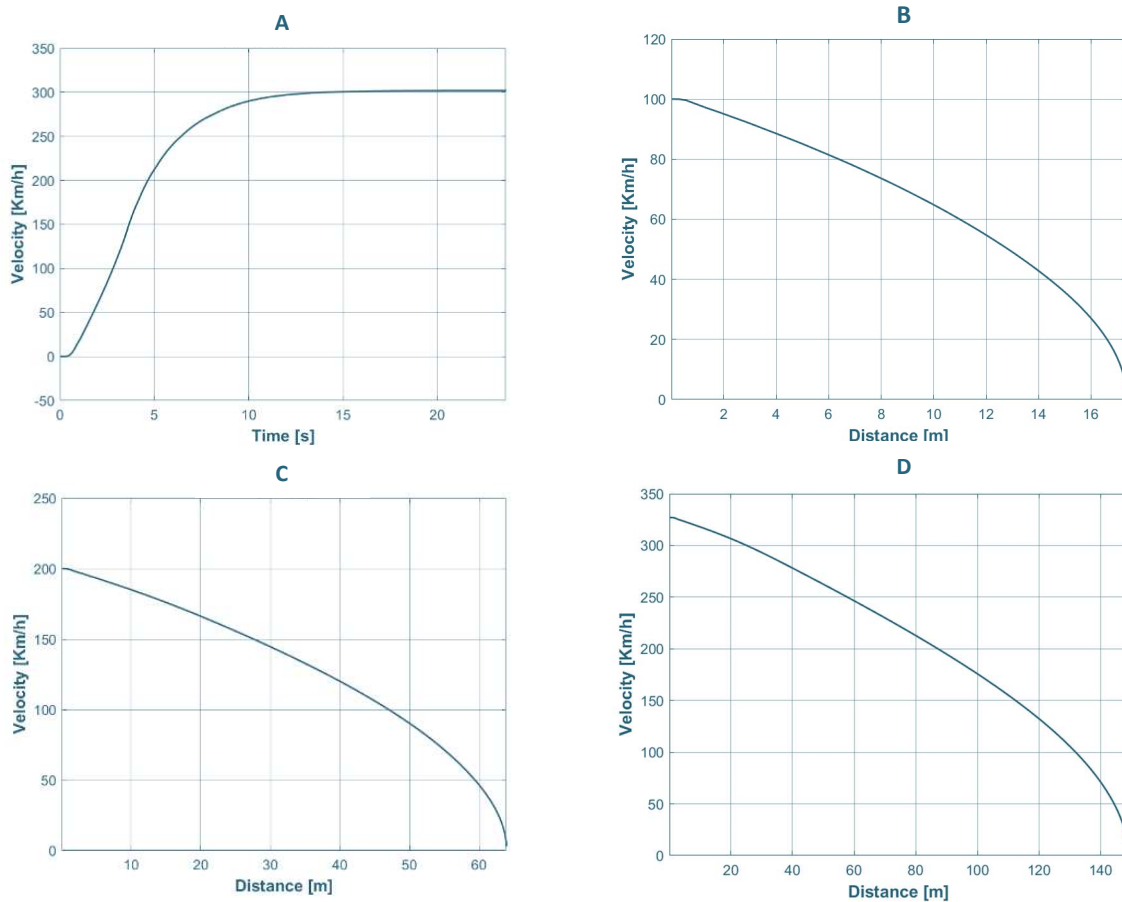 A
350
300
250
200
150
100
50
0
-50
0 5 10 15 20
Velocity [Km/h]
Time [s]
B
120
100
80
60
40
20
0
2 4 6 8 10 12 14 16
Velocity [Km/h]
Distance [m]
C
250
200
150
100
50
0
10 20 30 40 50 60
Velocity [Km/h]
Distance [m]
D
350
300
250
200
150
100
50
0
20 40 60 80 100 120 140
Velocity [Km/h]
Distance [m]